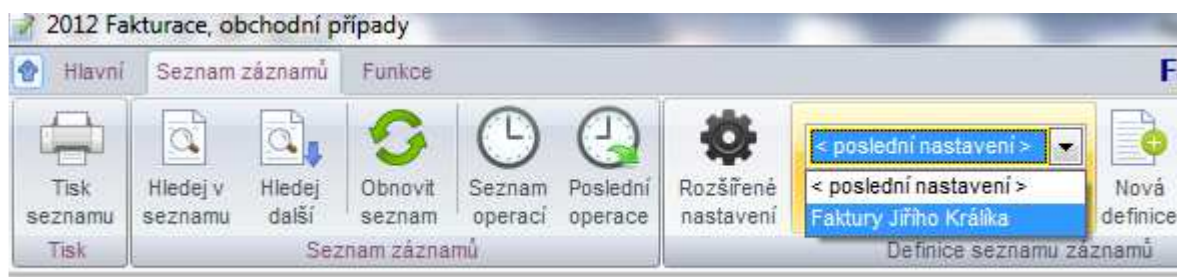 2012 Fakturace, obchodní případy
Hlavní Seznam záznamů Funkce F
Tisk seznamu
Hledej v seznamu
Hledej další
Obnovit seznam
Seznam operací
Poslední operace
Rozšířené nastavení
< poslední nastavení >
< poslední nastavení >
Faktury Jiřího Králíka
Nová definice
Tisk Seznam záznamů Definice seznamu záznamů